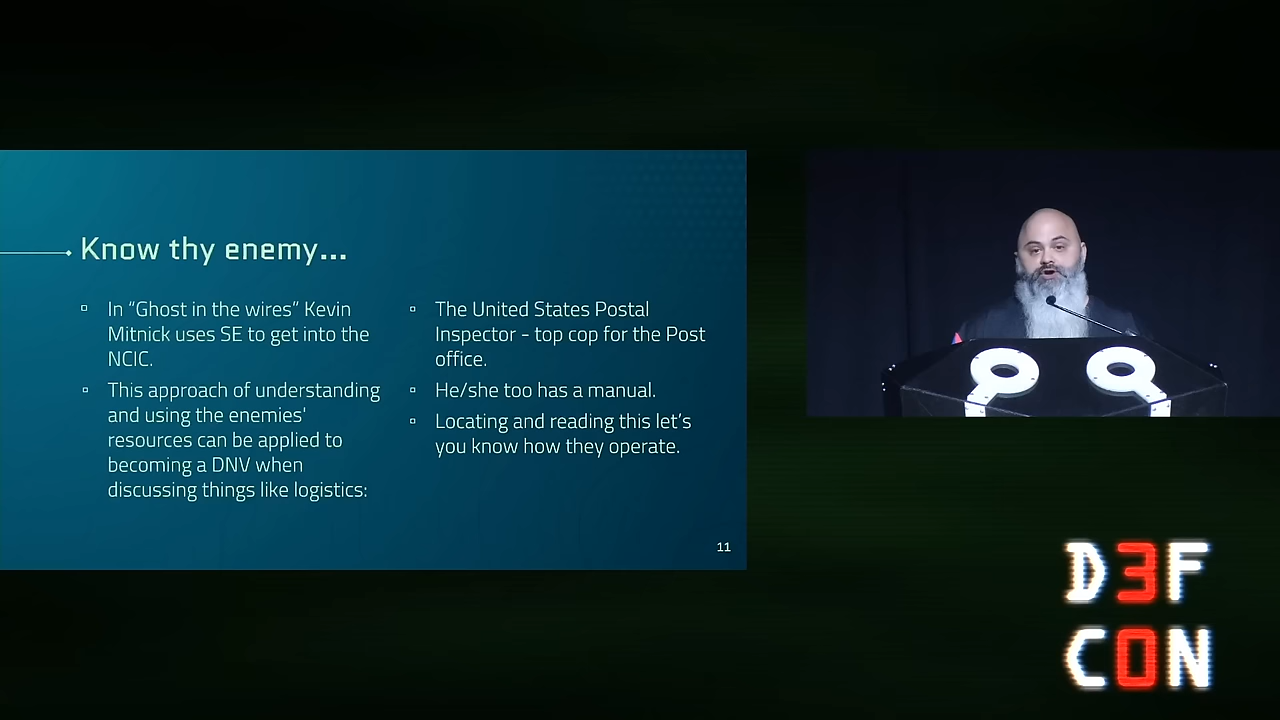 Know thy enemy...
In “Ghost in the wires” Kevin
Mitnick uses SE to get into the
NCIC.
This approach of understanding
and using the enemies'
resources can be applied to
becoming a DNV when
discussing things like logistics:
The United States Postal
Inspector - top cop for the Post
office.
He/she too has a manual.
Locating and reading this let’s
you know how they operate.
11
D3F
C0N